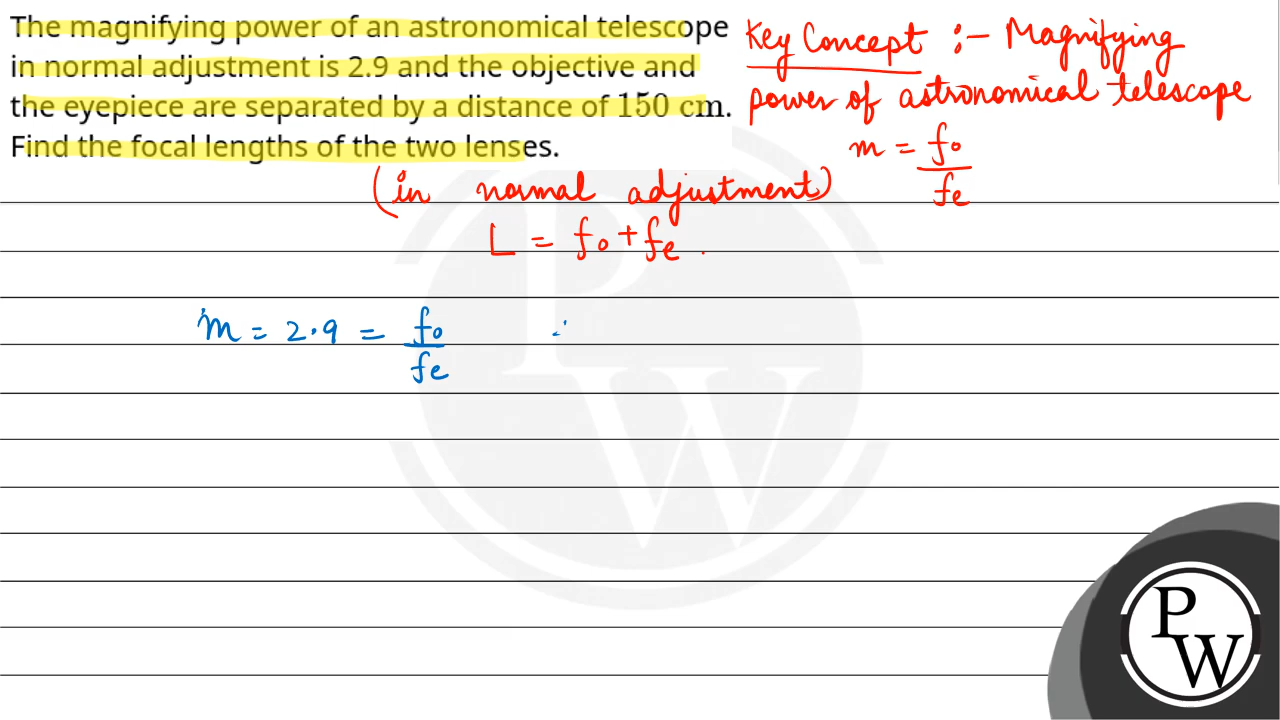 The magnifying power of an astronomical telescope
in normal adjustment is 2.9 and the objective and
the eyepiece are separated by a distance of 150 cm.
Find the focal lengths of the two lenses.
Key Concept :- Magnifying
power of astronomical telescope
m = fo/fe
(in normal adjustment)
L = fo + fe.
m = 2.9 = fo/fe
PW
PW